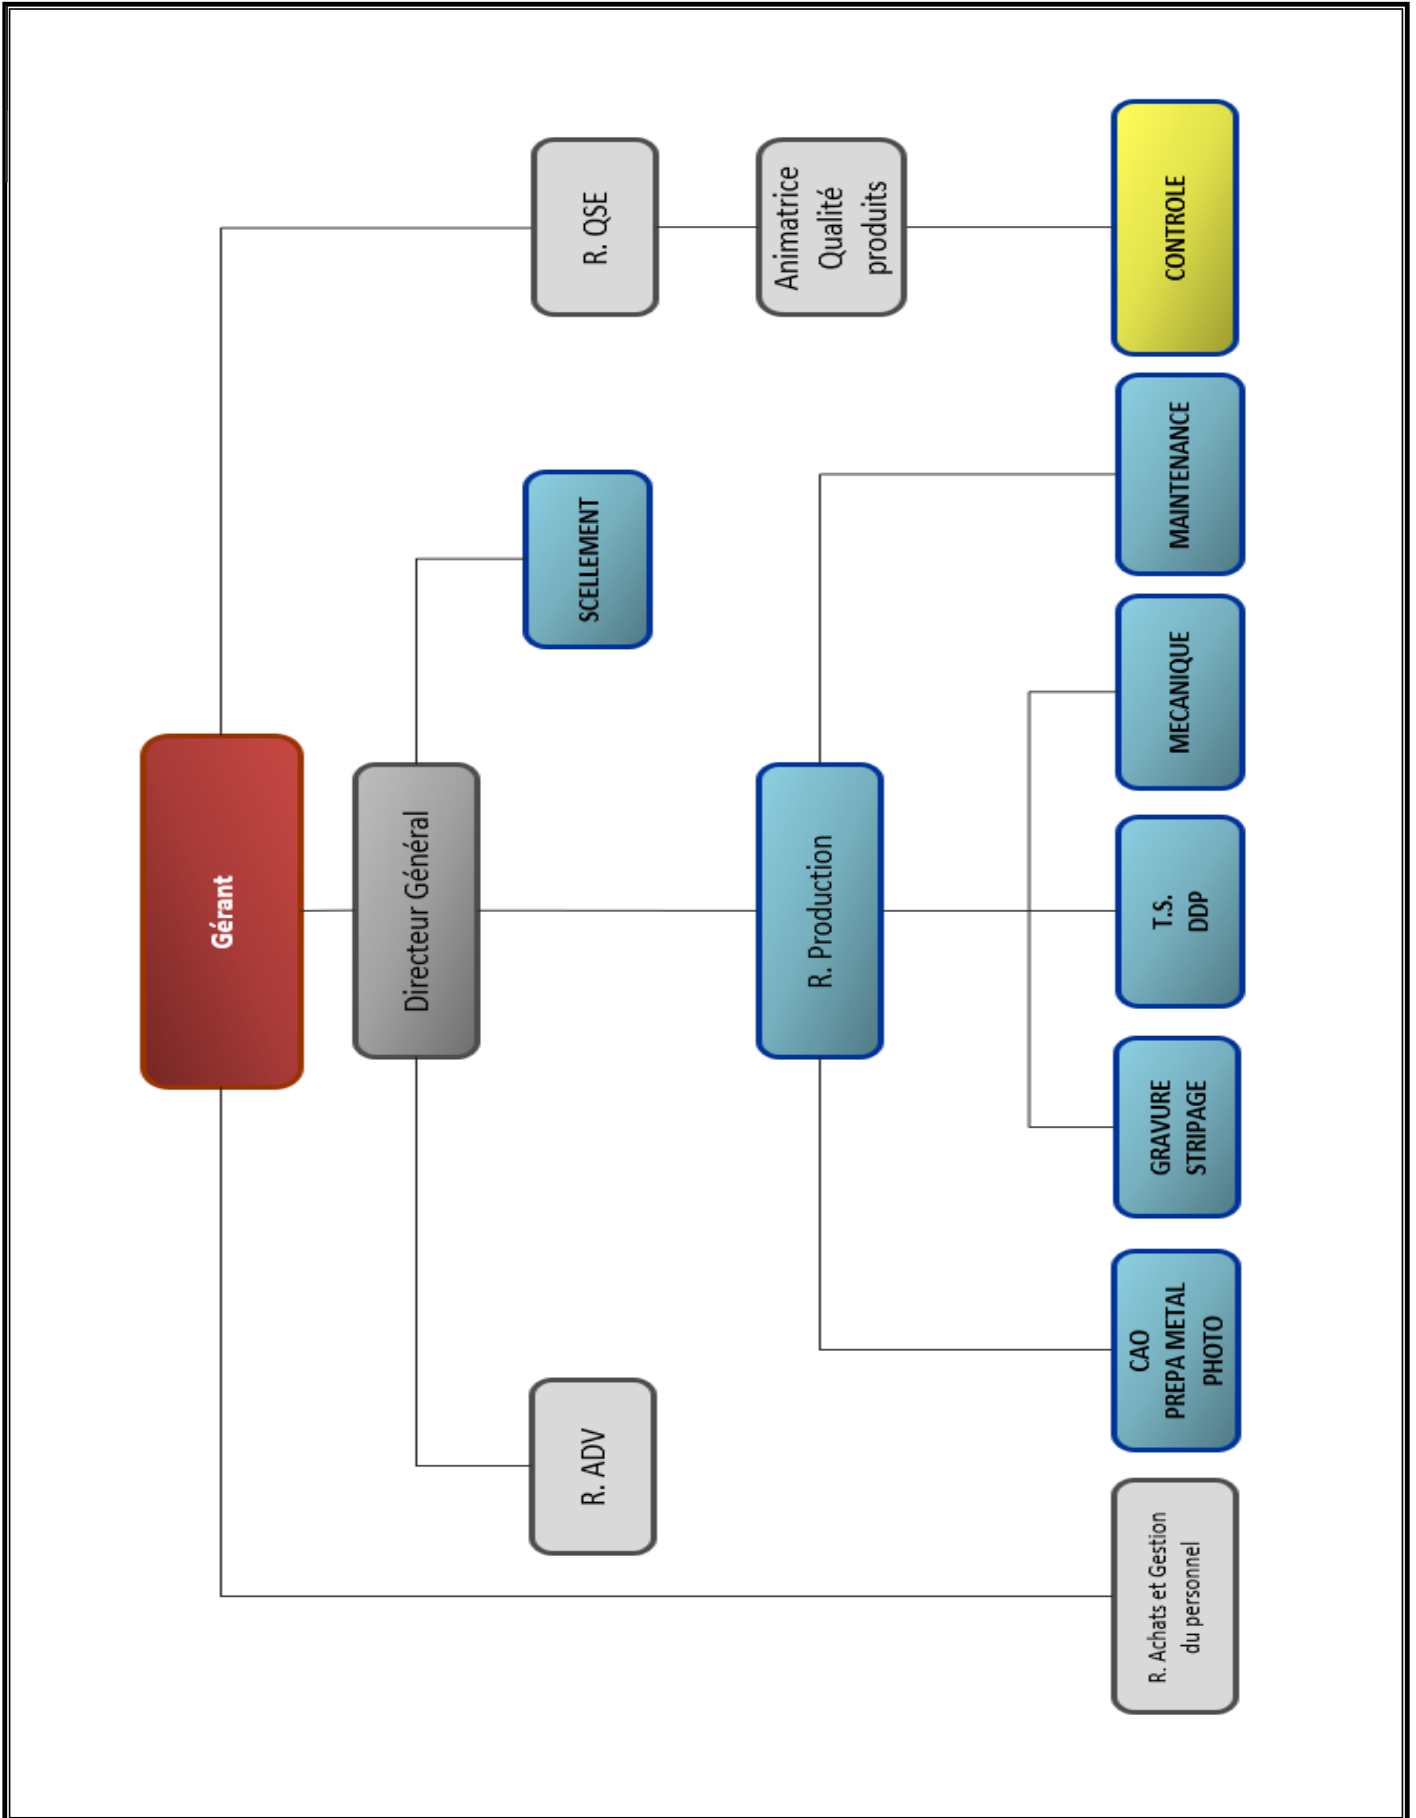 Gérant
Directeur Général
R. ADV
SCELLEMENT
R. QSE
R. Production
Animatrice
Qualité
produits
R. Achats et Gestion
du personnel
CAO
PREPA METAL
PHOTO
GRAVURE
STRIPAGE
T.S.
DDP
MECANIQUE
MAINTENANCE
CONTROLE